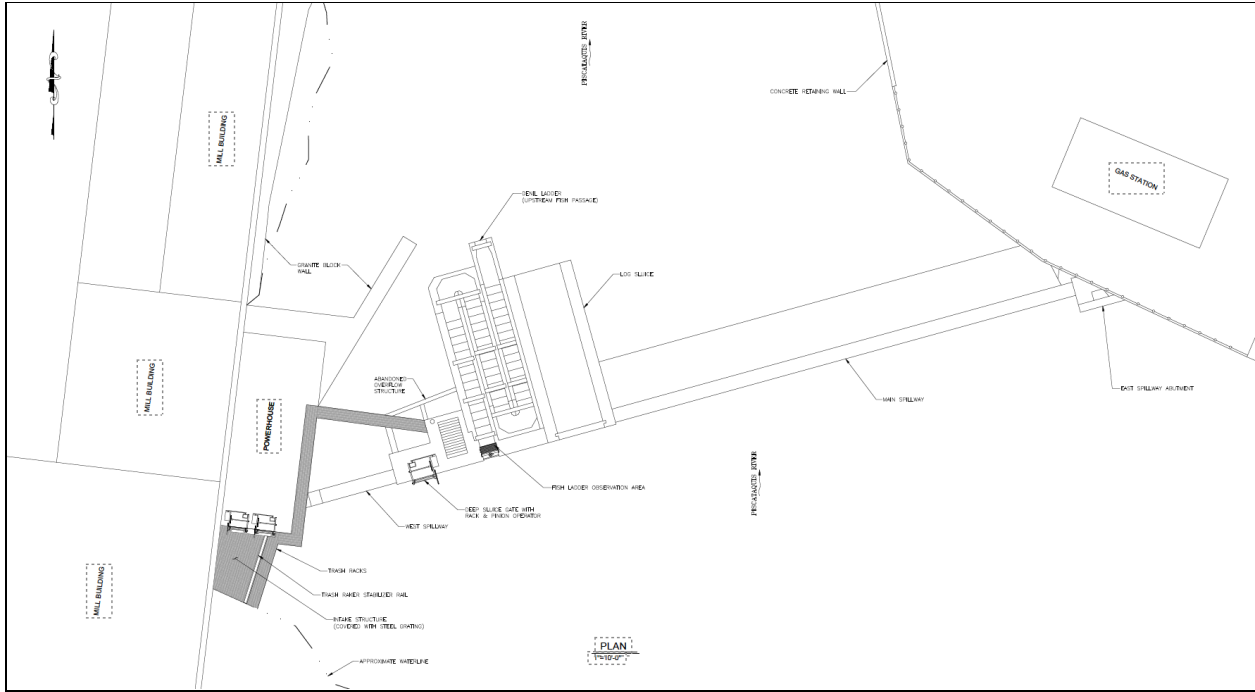 PISCATAQUIS RIVER
CONCRETE RETAINING WALL
MILL BUILDING
GAS STATION
DENIL LADDER
(UPSTREAM FISH PASSAGE)
GRANITE BLOCK
WALL
LOG SLUICE
MILL BUILDING
ABANDONED
OVERFLOW
STRUCTURE
EAST SPILLWAY ABUTMENT
MAIN SPILLWAY
POWERHOUSE
FISH LADDER OBSERVATION AREA
DEEP SLUICE GATE WITH
RACK & PINION OPERATOR
PISCATAQUIS RIVER
WEST SPILLWAY
TRASH RACKS
MILL BUILDING
TRASH RAKER STABILIZER RAIL
INTAKE STRUCTURE
(COVERED WITH STEEL GRATING)
PLAN
1"=10'-0"
APPROXIMATE WATERLINE